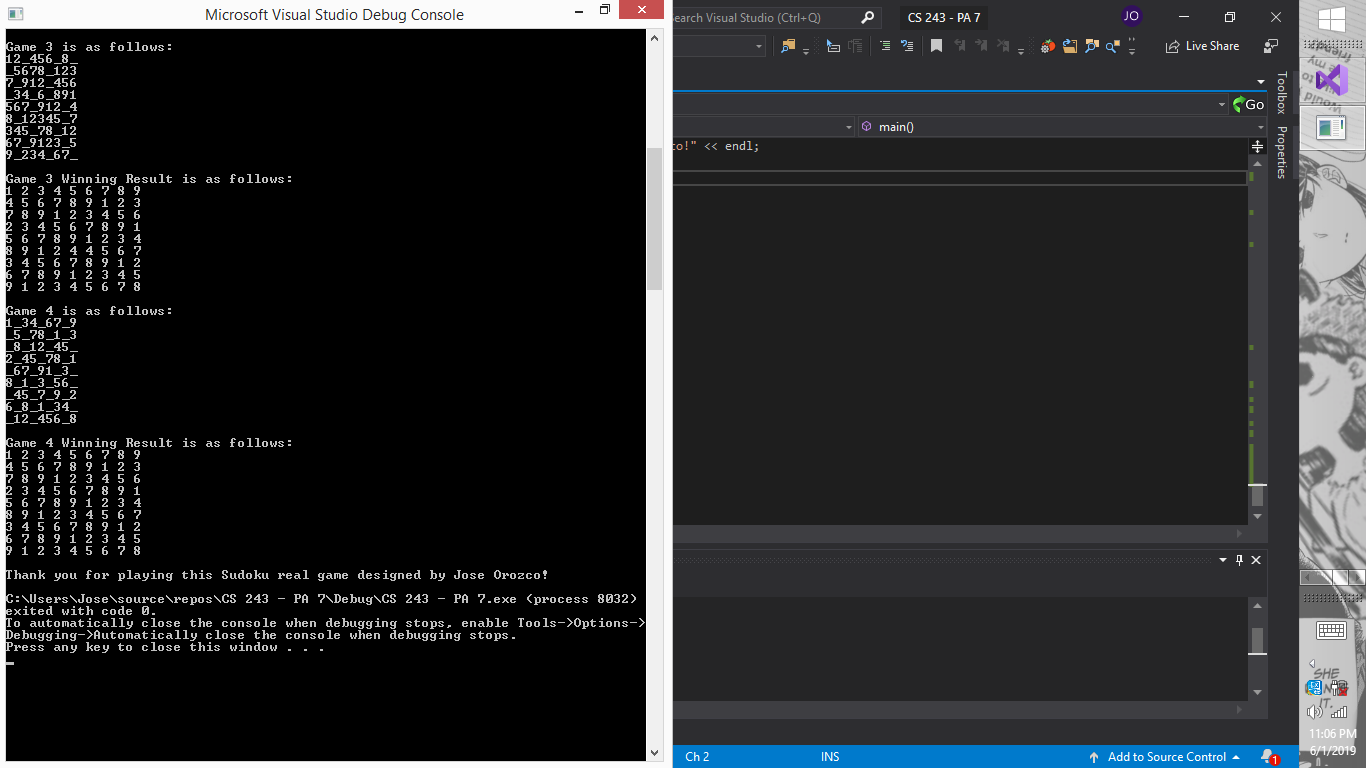 Microsoft Visual Studio Debug Console
Game 3 is as follows:
12_456_8_
_5678_123
7_912_456
_34_6_891
567_912_4
8_12345_7
345_78_12
67_9123_5
9_234_67_
Game 3 Winning Result is as follows:
1 2 3 4 5 6 7 8 9
4 5 6 7 8 9 1 2 3
7 8 9 1 2 3 4 5 6
2 3 4 5 6 7 8 9 1
5 6 7 8 9 1 2 3 4
8 9 1 2 4 4 5 6 7
3 4 5 6 7 8 9 1 2
6 7 8 9 1 2 3 4 5
9 1 2 3 4 5 6 7 8
Game 4 is as follows:
1_34_67_9
_5_78_1_3
_8_12_45_
2_45_78_1
_67_91_3_
8_1_3_56_
_45_7_9_2
6_8_1_34_
_12_456_8
Game 4 Winning Result is as follows:
1 2 3 4 5 6 7 8 9
4 5 6 7 8 9 1 2 3
7 8 9 1 2 3 4 5 6
2 3 4 5 6 7 8 9 1
5 6 7 8 9 1 2 3 4
8 9 1 2 3 4 5 6 7
3 4 5 6 7 8 9 1 2
6 7 8 9 1 2 3 4 5
9 1 2 3 4 5 6 7 8
Thank you for playing this Sudoku real game designed by Jose Orozco!
C:\Users\Jose\source\repos\CS 243 - PA 7\Debug\CS 243 - PA 7.exe (process 8032)
exited with code 0.
To automatically close the console when debugging stops, enable Tools->Options->
Debugging->Automatically close the console when debugging stops.
Press any key to close this window . . .
earch Visual Studio (Ctrl+Q)
CS 243 - PA 7
JO
Live Share
Go
main()
to!" << endl;
Toolbox
Properties
Ch 2
INS
Add to Source Control
1
friend
to my
World
SHE
IT.
11:06 PM
6/1/2019